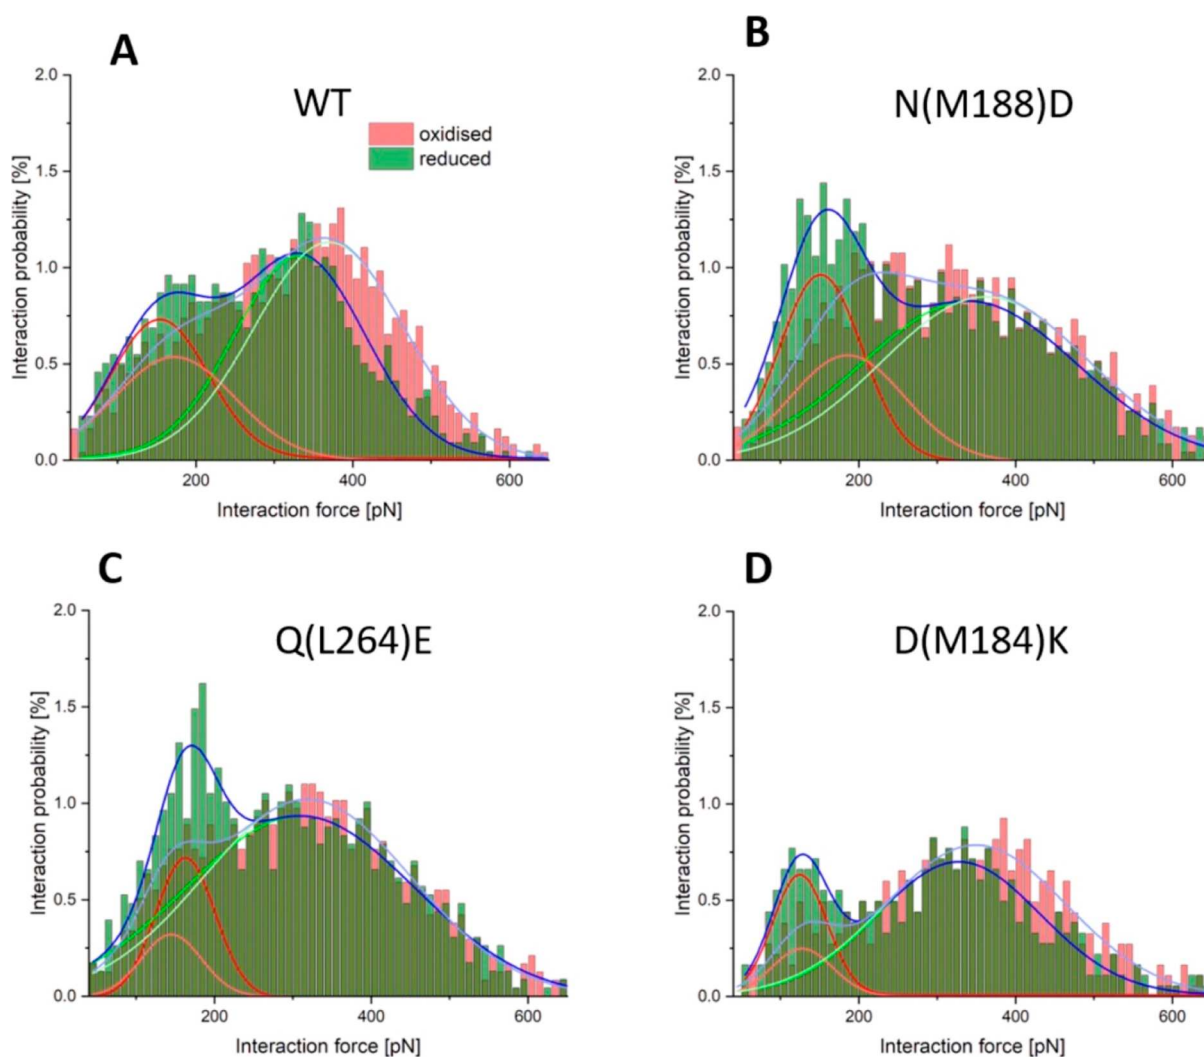 A
WT
oxidised
reduced
2.0
1.5
1.0
0.5
0.0
Interaction probability [%]
200
400
600
Interaction force [pN]
B
N(M188)D
2.0
1.5
1.0
0.5
0.0
Interaction probability [%]
200
400
600
Interaction force [pN]
C
Q(L264)E
2.0
1.5
1.0
0.5
0.0
Interaction probability [%]
200
400
600
Interaction force [pN]
D
D(M184)K
2.0
1.5
1.0
0.5
0.0
Interaction probability [%]
200
400
600
Interaction force [pN]